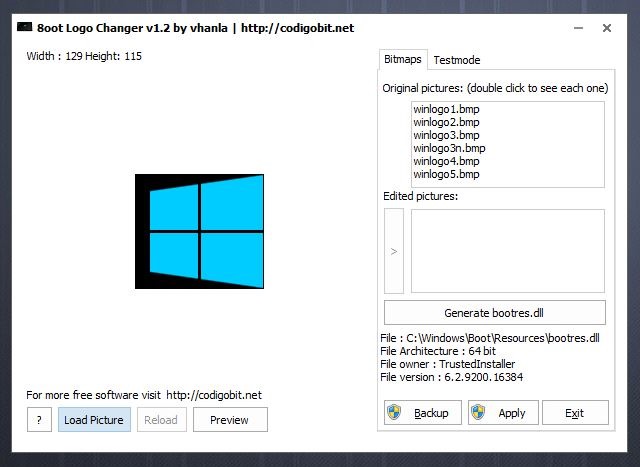 8oot Logo Changer v1.2 by vhanla | http://codigobit.net
Width : 129 Height: 115
Bitmaps
Testmode
Original pictures: (double click to see each one)
winlogo1.bmp
winlogo2.bmp
winlogo3.bmp
winlogo3n.bmp
winlogo4.bmp
winlogo5.bmp
Edited pictures:
>
Generate bootres.dll
File : C:\Windows\Boot\Resources\bootres.dll
File Architecture : 64 bit
File owner : TrustedInstaller
File version : 6.2.9200.16384
For more free software visit http://codigobit.net
? Load Picture Reload Preview
Backup Apply Exit